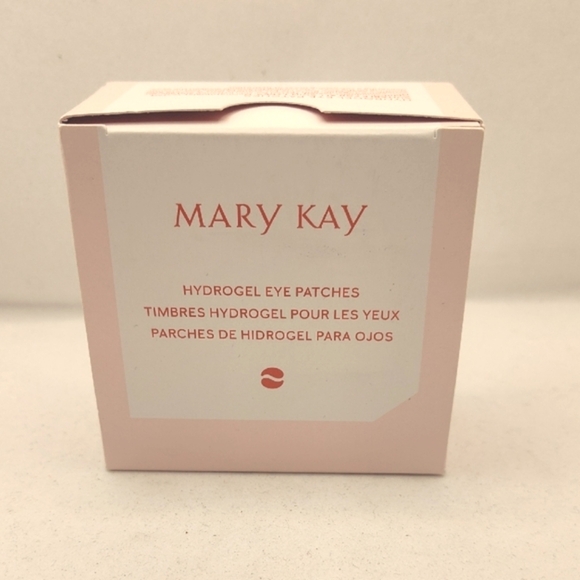 MARY KAY
HYDROGEL EYE PATCHES
TIMBRES HYDROGEL POUR LES YEUX
PARCHES DE HIDROGEL PARA OJOS